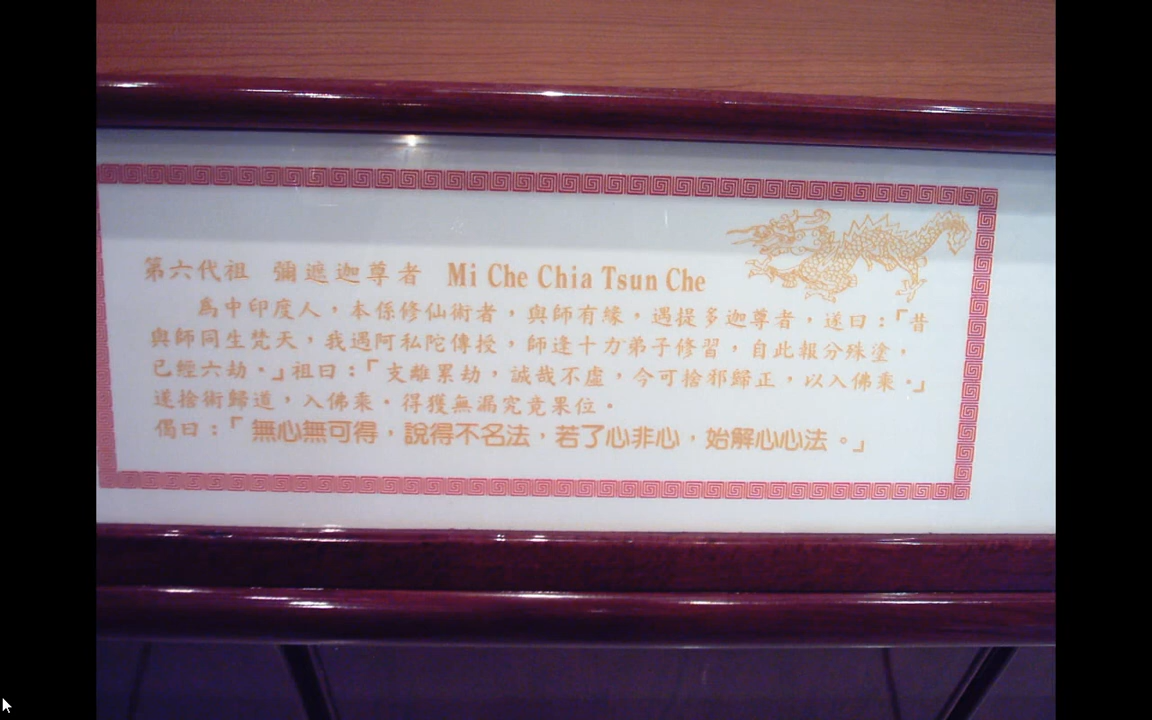 第六代祖 彌遮迦尊者 Mi Che Chia Tsun Che
為中印度人，本係修仙術者，與師有緣，遇提多迦尊者，遂曰：「昔
與師同生梵天，我遇阿私陀傳授，師逢十力弟子修習，自此報分殊塗，
已經六劫。」祖曰：「支離累劫，誠哉不虛，今可捨邪歸正，以入佛乘。」
遂捨術歸道，入佛乘。得獲無漏究竟果位。
偈曰：「無心無可得，說得不名法，若了心非心，始解心心法。」